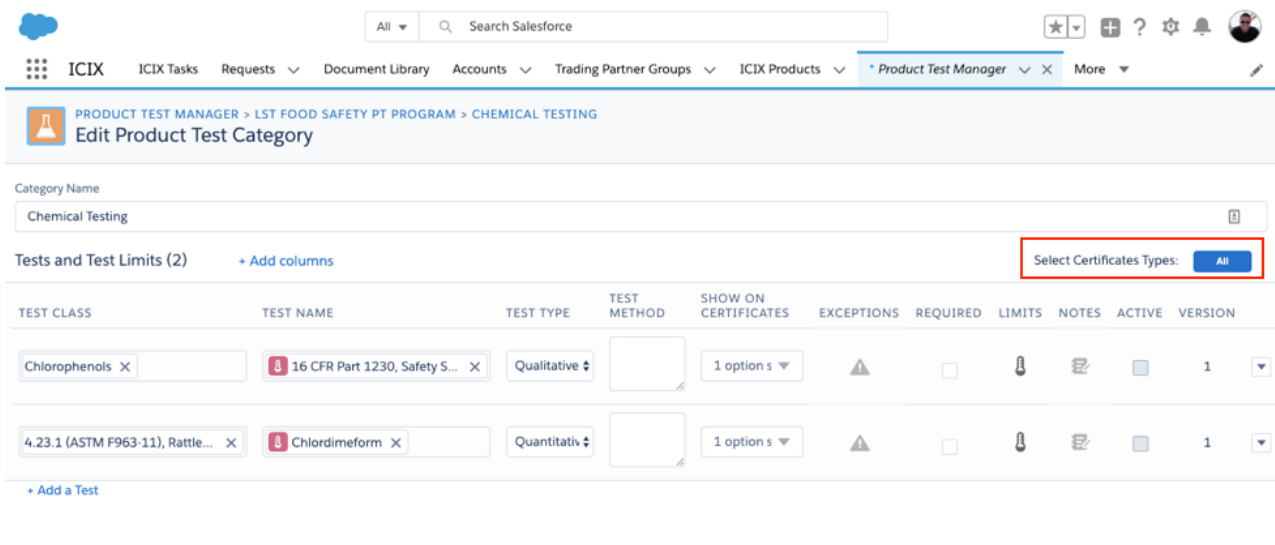 All Search Salesforce
ICIX ICIX Tasks Requests Document Library Accounts Trading Partner Groups ICIX Products * Product Test Manager More
PRODUCT TEST MANAGER > LST FOOD SAFETY PT PROGRAM > CHEMICAL TESTING
Edit Product Test Category
Category Name
Chemical Testing
Tests and Test Limits (2) + Add columns Select Certificates Types: All
TEST CLASS TEST NAME TEST TYPE TEST METHOD SHOW ON CERTIFICATES EXCEPTIONS REQUIRED LIMITS NOTES ACTIVE VERSION
Chlorophenols 16 CFR Part 1230, Safety S... Qualitative 1 option s 1
4.23.1 (ASTM F963-11), Rattle... Chlordimeform Quantitativ 1 option s 1
+ Add a Test